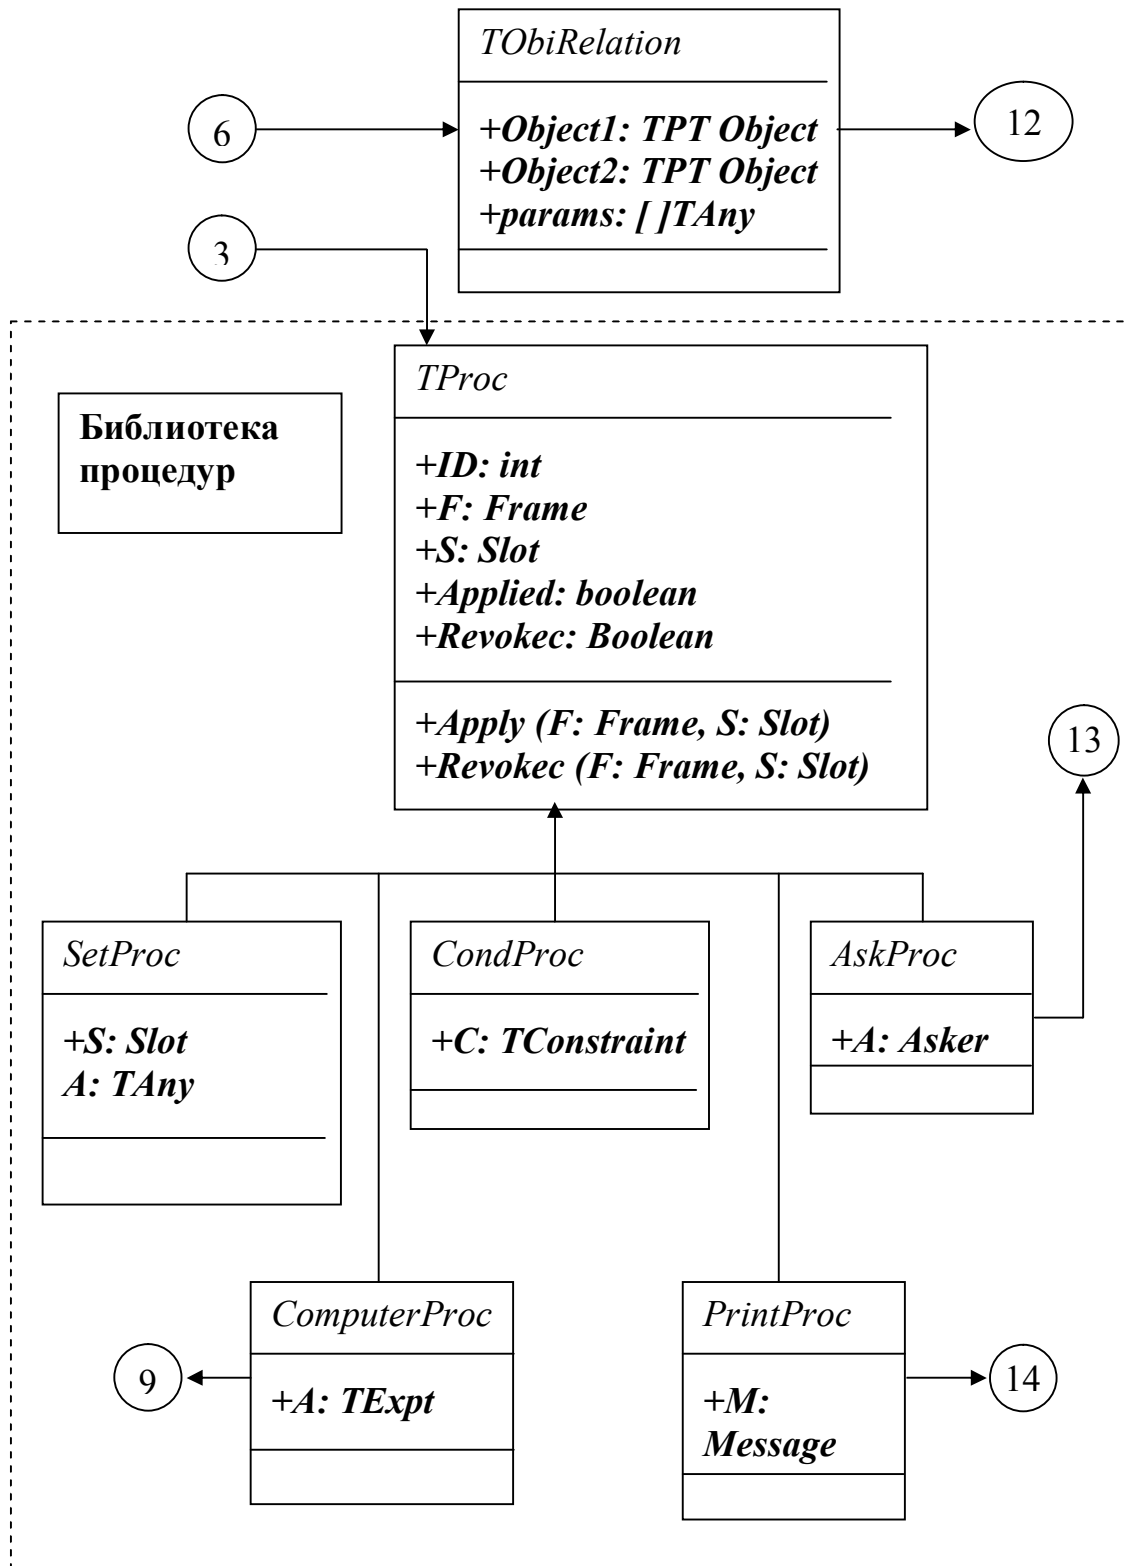 TObiRelation
6
+Object1: TPT Object
+Object2: TPT Object
+params: [ ]TAny
12
3
TProc
Библиотека
процедур
+ID: int
+F: Frame
+S: Slot
+Applied: boolean
+Revokec: Boolean
+Apply (F: Frame, S: Slot)
+Revokec (F: Frame, S: Slot)
13
SetProc
+S: Slot
A: TAny
CondProc
+C: TConstraint
AskProc
+A: Asker
ComputerProc
+A: TExpt
9
PrintProc
+M:
Message
14